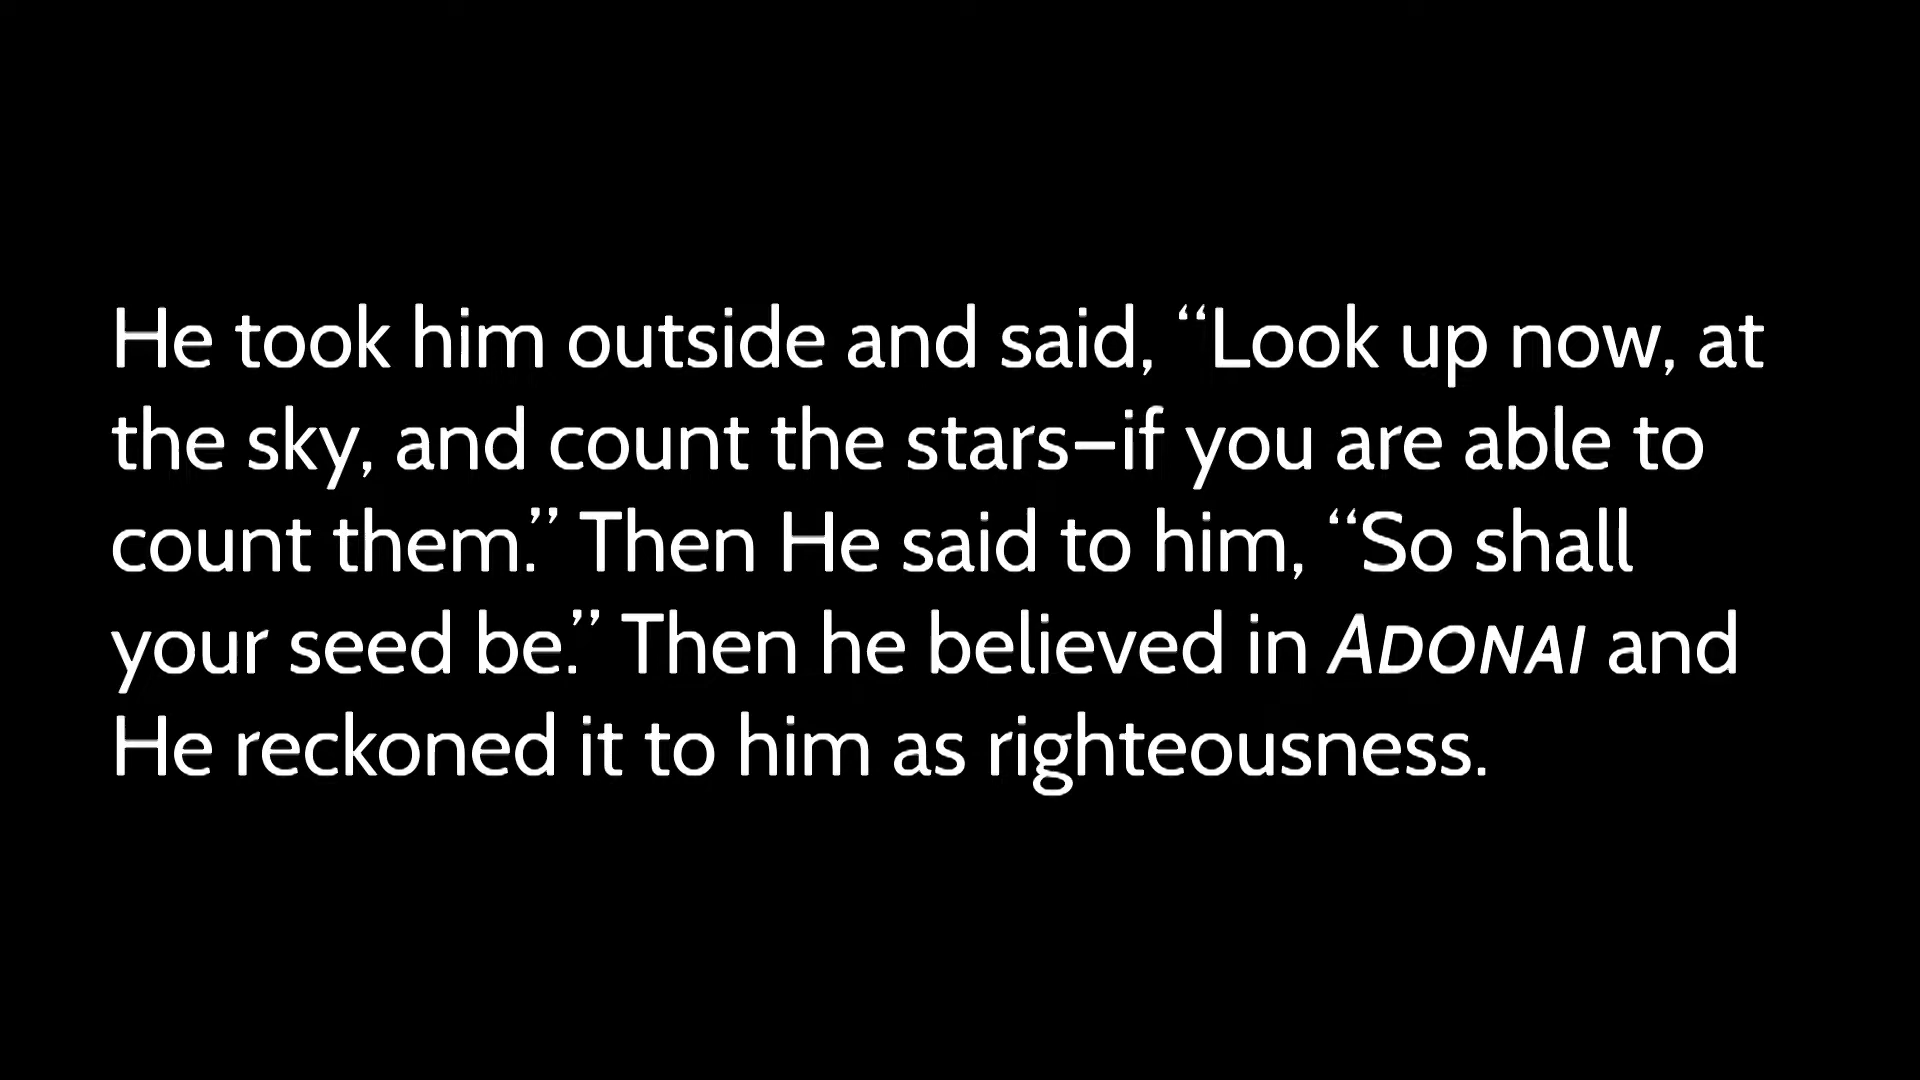 He took him outside and said, “Look up now, at
the sky, and count the stars—if you are able to
count them.” Then He said to him, “So shall
your seed be.” Then he believed in ADONAI and
He reckoned it to him as righteousness.